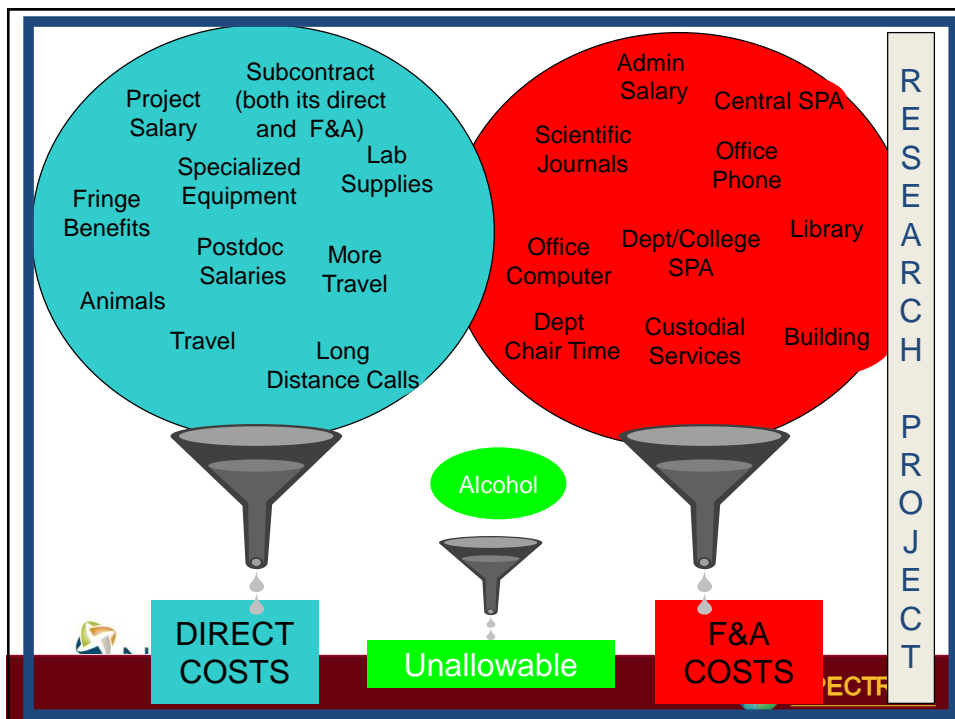 Project
Salary
Subcontract
(both its direct
and F&A)
Specialized
Equipment
Lab
Supplies
Fringe
Benefits
Postdoc
Salaries
More
Travel
Animals
Travel
Long
Distance Calls
Admin
Salary
Central SPA
Scientific
Journals
Office
Phone
Library
Office
Computer
Dept/College
SPA
Dept
Chair Time
Custodial
Services
Building
Alcohol
DIRECT
COSTS
Unallowable
F&A
COSTS
RESEARCH PROJECT